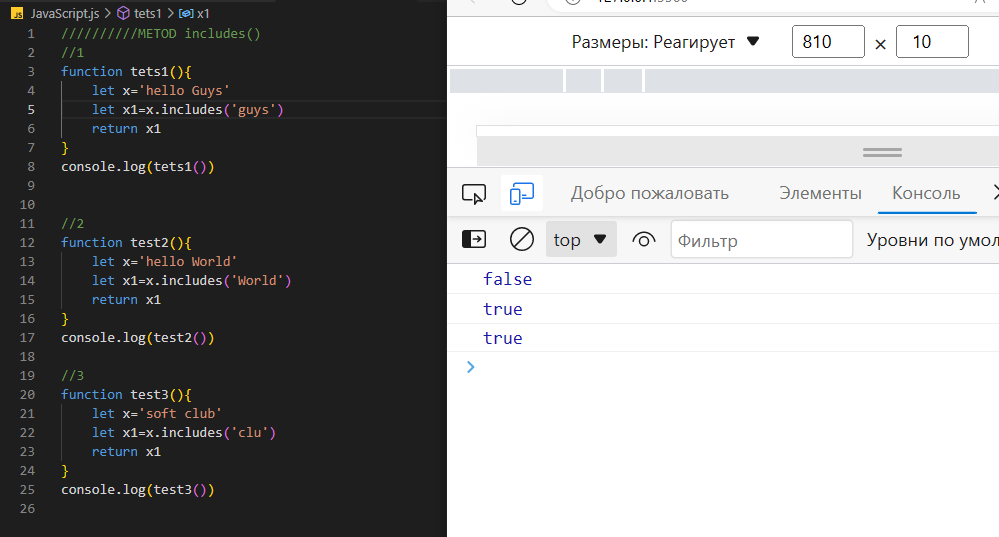 JavaScript.js > tets1 > x1
1 //////////METOD includes()
2 //1
3 function tets1(){
4 let x='hello Guys'
5 let x1=x.includes('guys')
6 return x1
7 }
8 console.log(tets1())
9
10
11 //2
12 function test2(){
13 let x='hello World'
14 let x1=x.includes('World')
15 return x1
16 }
17 console.log(test2())
18
19 //3
20 function test3(){
21 let x='soft club'
22 let x1=x.includes('clu')
23 return x1
24 }
25 console.log(test3())
26
Размеры: Реагирует 810 × 10
Добро пожаловать Элементы Консоль
top Фильтр Уровни по умол
false
true
true